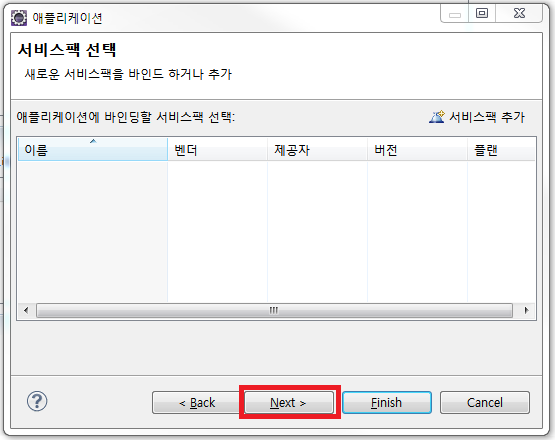 애플리케이션
서비스팩 선택
새로운 서비스팩을 바인드 하거나 추가
애플리케이션에 바인딩할 서비스팩 선택:
서비스팩 추가
이름 벤더 제공자 버전 플랜
?
< Back Next > Finish Cancel